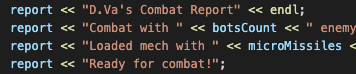 report << "D.Va's Combat Report" << endl;
report << "Combat with " << botsCount << " enemy
report << "Loaded mech with " << microMissiles <
report << "Ready for combat!";